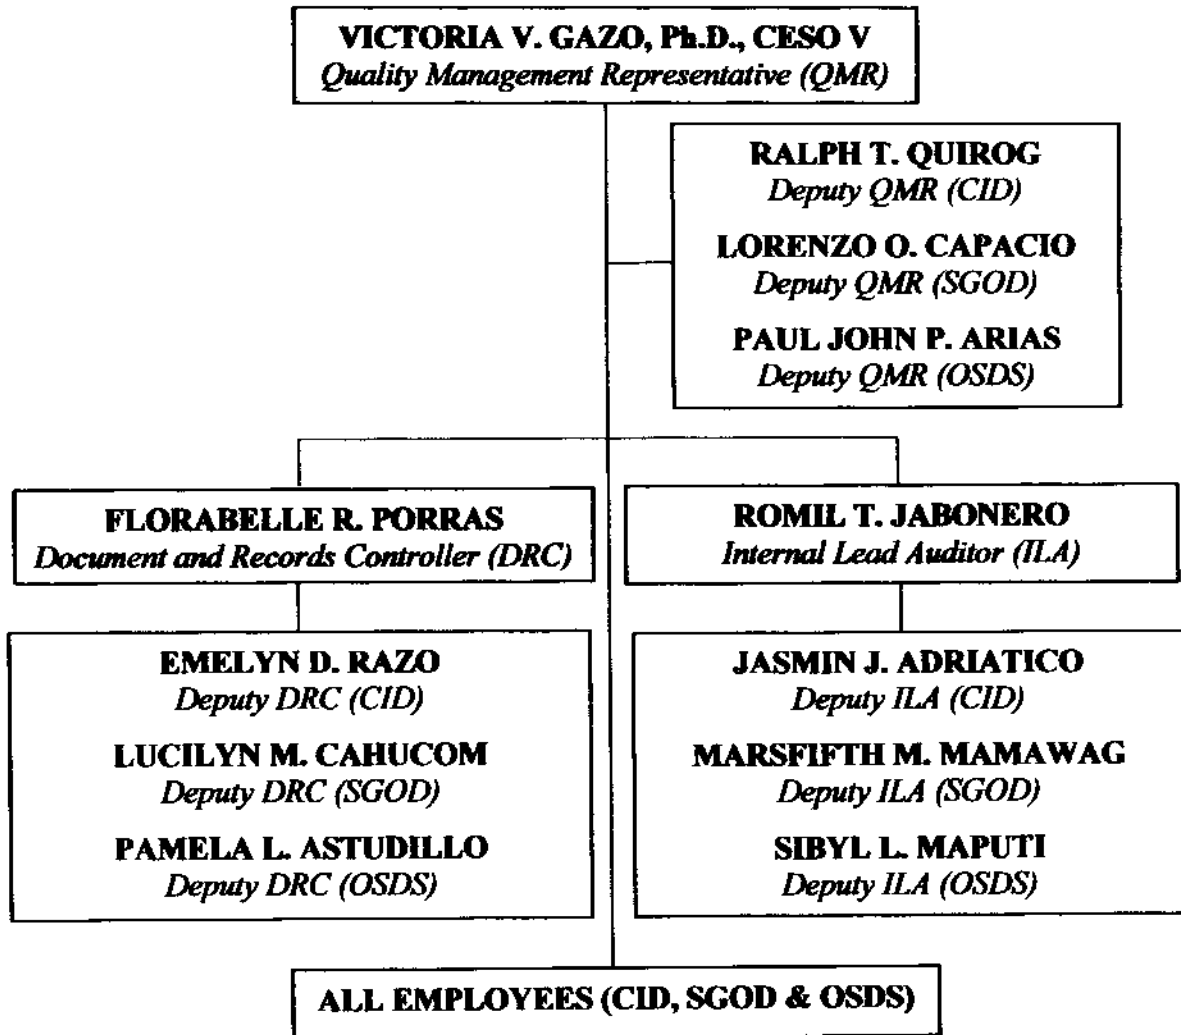 VICTORIA V. GAZO, Ph.D., CESO V
Quality Management Representative (QMR)
RALPH T. QUIROG
Deputy QMR (CID)
LORENZO O. CAPACIO
Deputy QMR (SGOD)
PAUL JOHN P. ARIAS
Deputy QMR (OSDS)
FLORABELLE R. PORRAS
Document and Records Controller (DRC)
ROMIL T. JABONERO
Internal Lead Auditor (ILA)
EMELYN D. RAZO
Deputy DRC (CID)
LUCILYN M. CAHUCOM
Deputy DRC (SGOD)
PAMELA L. ASTUDILLO
Deputy DRC (OSDS)
JASMIN J. ADRIATICO
Deputy ILA (CID)
MARSFIFTH M. MAMAWAG
Deputy ILA (SGOD)
SIBYL L. MAPUTI
Deputy ILA (OSDS)
ALL EMPLOYEES (CID, SGOD & OSDS)